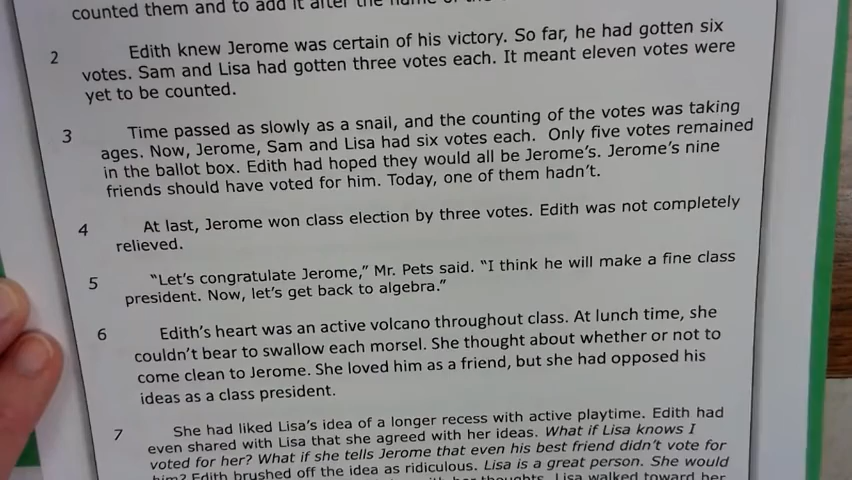 counted them and to add it after the name of the
2 Edith knew Jerome was certain of his victory. So far, he had gotten six
votes. Sam and Lisa had gotten three votes each. It meant eleven votes were
yet to be counted.
3 Time passed as slowly as a snail, and the counting of the votes was taking
ages. Now, Jerome, Sam and Lisa had six votes each. Only five votes remained
in the ballot box. Edith had hoped they would all be Jerome’s. Jerome’s nine
friends should have voted for him. Today, one of them hadn’t.
4 At last, Jerome won class election by three votes. Edith was not completely
relieved.
5 “Let’s congratulate Jerome,” Mr. Pets said. “I think he will make a fine class
president. Now, let’s get back to algebra.”
6 Edith’s heart was an active volcano throughout class. At lunch time, she
couldn’t bear to swallow each morsel. She thought about whether or not to
come clean to Jerome. She loved him as a friend, but she had opposed his
ideas as a class president.
7 She had liked Lisa’s idea of a longer recess with active playtime. Edith had
even shared with Lisa that she agreed with her ideas. What if Lisa knows I
voted for her? What if she tells Jerome that even his best friend didn’t vote for
him? Edith brushed off the idea as ridiculous. Lisa is a great person. She would
thoughts. Lisa walked toward her